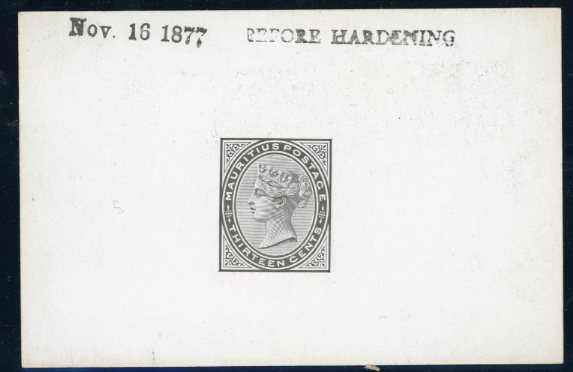 Nov. 16 1877 BEFORE HARDENING
MAURITIUS POSTAGE
THIRTEEN CENTS